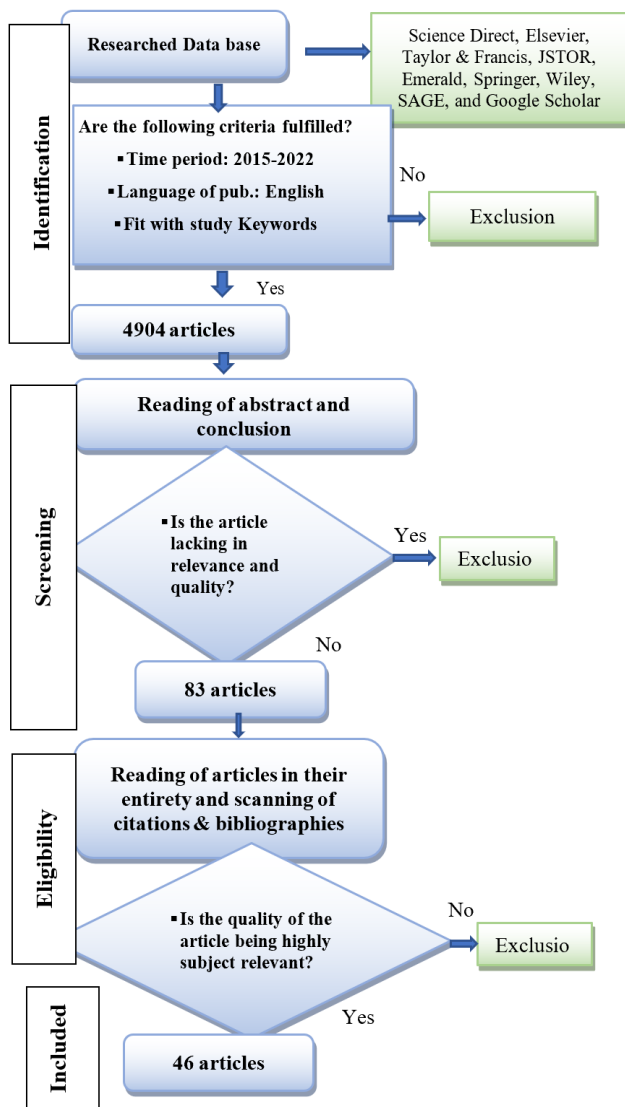 Identification
Researched Data base
Science Direct, Elsevier,
Taylor & Francis, JSTOR,
Emerald, Springer, Wiley,
SAGE, and Google Scholar
Are the following criteria fulfilled?
▪ Time period: 2015-2022
▪ Language of pub.: English
▪ Fit with study Keywords
No
Exclusion
Yes
4904 articles
Screening
Reading of abstract and
conclusion
▪ Is the article
lacking in
relevance and
quality?
Yes
Exclusio
No
83 articles
Eligibility
Reading of articles in their
entirety and scanning of
citations & bibliographies
▪ Is the quality of the
article being highly
subject relevant?
No
Exclusio
Yes
Included
46 articles